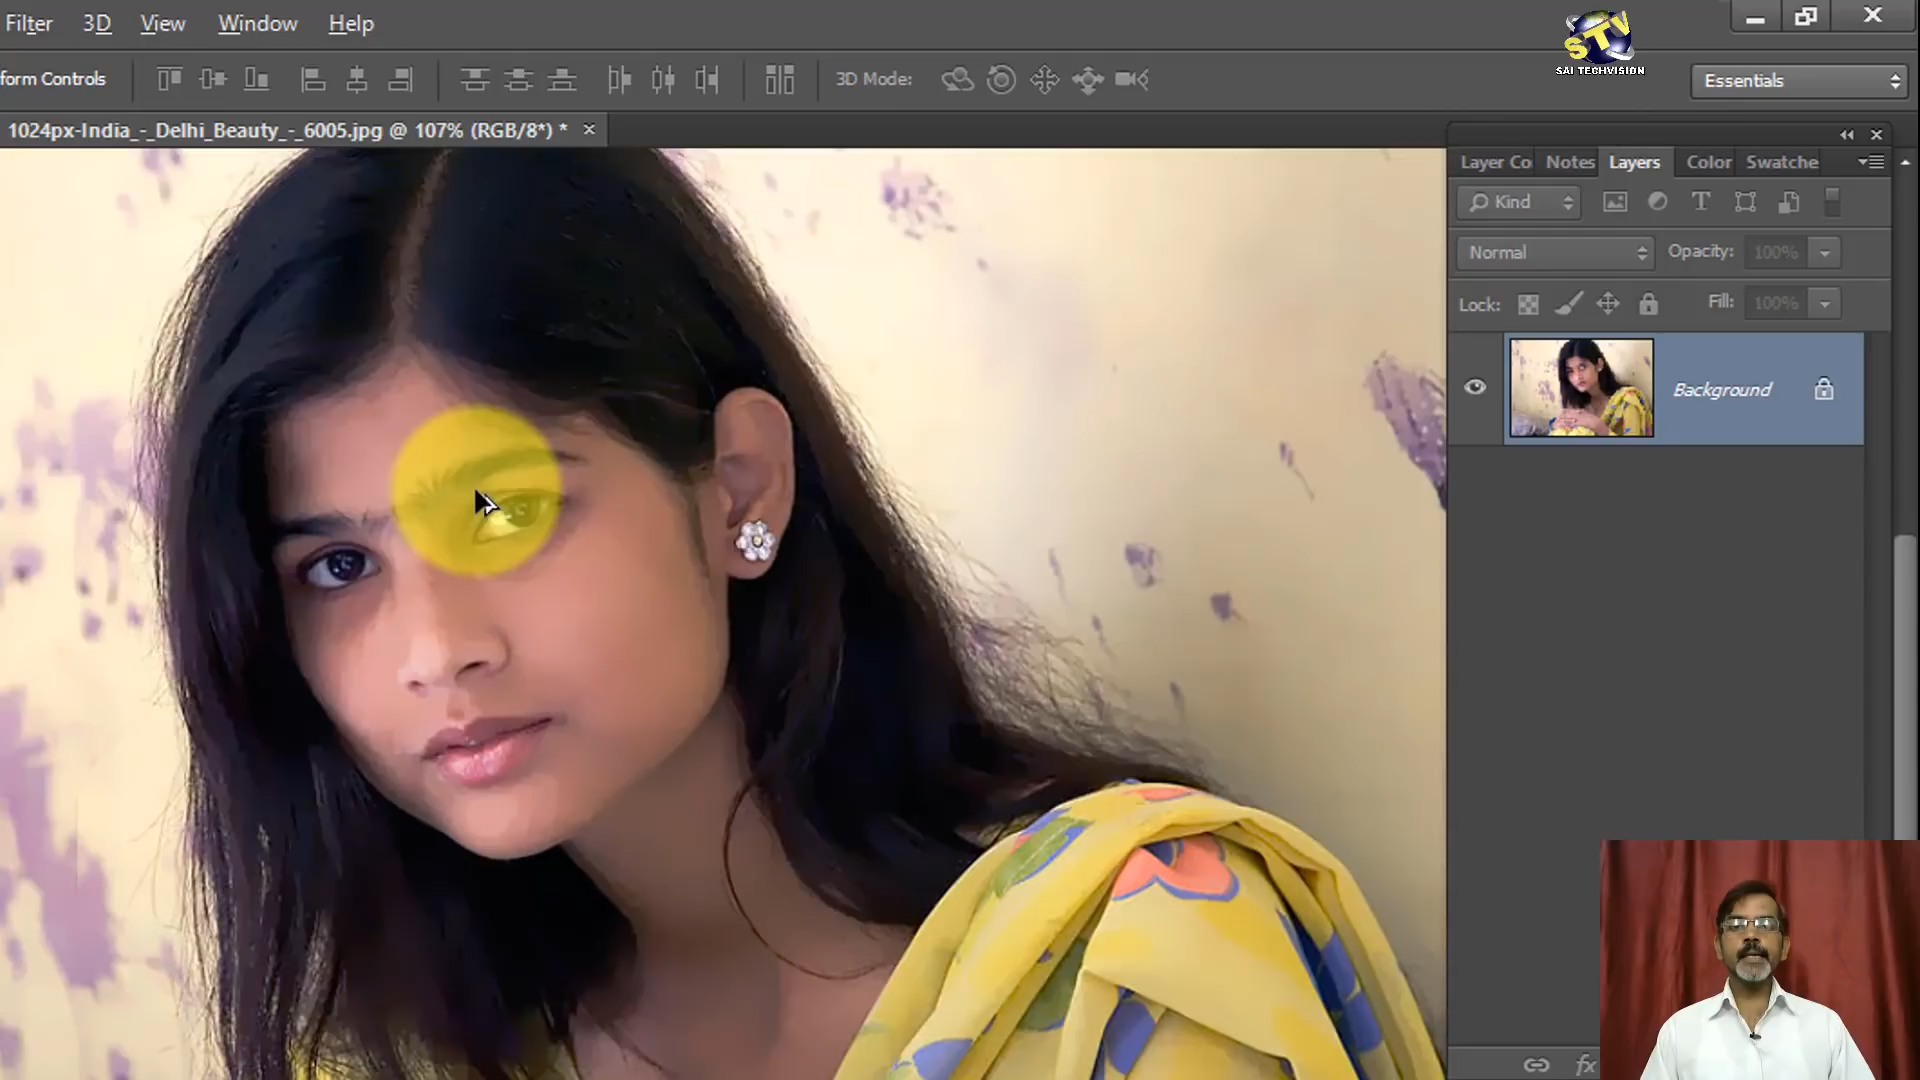 Filter 3D View Window Help
STV
SAI TECHVISION
form Controls
3D Mode:
Essentials
1024px-India_-_Delhi_Beauty_-_6005.jpg @ 107% (RGB/8*) *
Layer Co Notes Layers Color Swatche
Kind
Normal Opacity: 100%
Lock: Fill: 100%
Background
fx